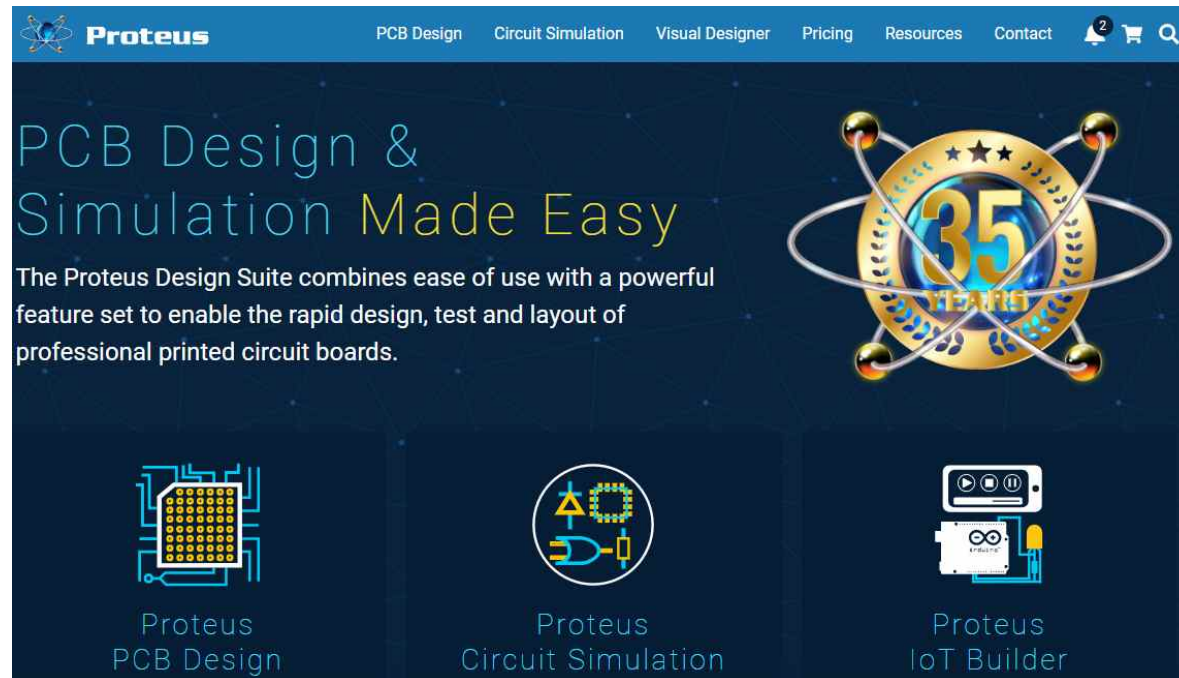 Proteus
PCB Design
Circuit Simulation
Visual Designer
Pricing
Resources
Contact
2
PCB Design &
Simulation Made Easy
The Proteus Design Suite combines ease of use with a powerful
feature set to enable the rapid design, test and layout of
professional printed circuit boards.
35
YEARS
ARDUINO
Proteus
PCB Design
Proteus
Circuit Simulation
Proteus
IoT Builder